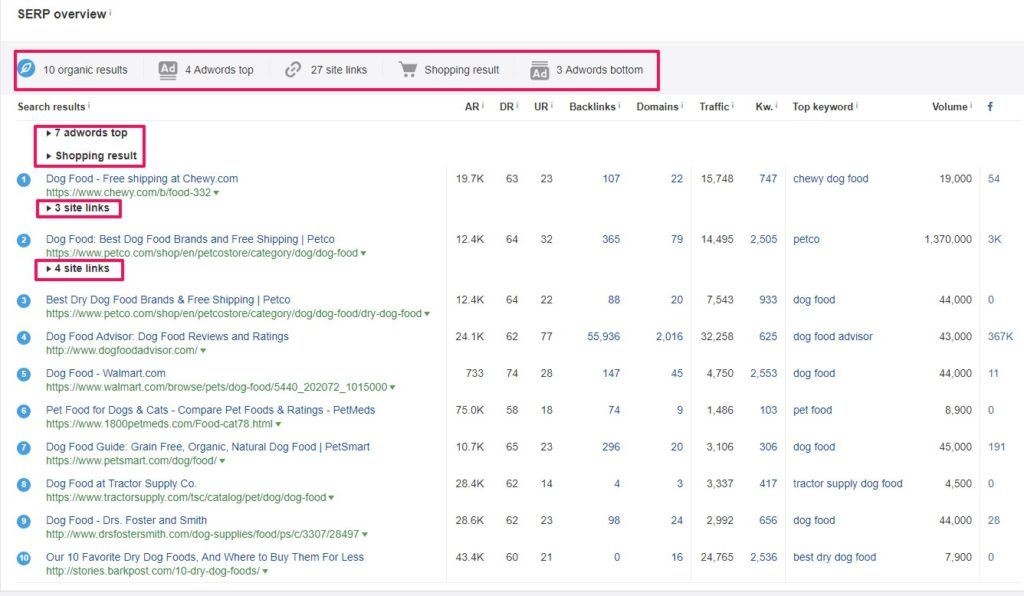 SERP overview i
10 organic results Ad 4 Adwords top 27 site links Shopping result Ad 3 Adwords bottom
Search results i AR i DR i UR i Backlinks i Domains i Traffic i Kw. i Top keyword i Volume i f
7 adwords top
Shopping result
1 Dog Food - Free shipping at Chewy.com 19.7K 63 23 107 22 15,748 747 chewy dog food 19,000 54
https://www.chewy.com/b/food-332
3 site links
2 Dog Food: Best Dog Food Brands and Free Shipping | Petco 12.4K 64 32 365 79 14,495 2,505 petco 1,370,000 3K
https://www.petco.com/shop/en/petcostore/category/dog/dog-food
4 site links
3 Best Dry Dog Food Brands & Free Shipping | Petco 12.4K 64 22 88 20 7,543 933 dog food 44,000 0
https://www.petco.com/shop/en/petcostore/category/dog/dog-food/dry-dog-food
4 Dog Food Advisor: Dog Food Reviews and Ratings 24.1K 62 77 55,936 2,016 32,258 625 dog food advisor 43,000 367K
http://www.dogfoodadvisor.com/
5 Dog Food - Walmart.com 733 74 28 147 45 4,750 2,553 dog food 44,000 11
https://www.walmart.com/browse/pets/dog-food/5440_202072_1015000
6 Pet Food for Dogs & Cats - Compare Pet Foods & Ratings - PetMeds 75.0K 58 18 74 9 1,486 103 pet food 8,900 0
https://www.1800petmeds.com/Food-cat78.html
7 Dog Food Guide: Grain Free, Organic, Natural Dog Food | PetSmart 10.7K 65 23 296 20 3,106 306 dog food 45,000 191
https://www.petsmart.com/dog/food/
8 Dog Food at Tractor Supply Co. 28.4K 62 14 4 3 3,337 417 tractor supply dog food 4,500 0
https://www.tractorsupply.com/tsc/catalog/pet/dog/dog-food
9 Dog Food - Drs. Foster and Smith 28.6K 62 23 98 24 2,992 656 dog food 44,000 28
http://www.drsfostersmith.com/dog-supplies/food/ps/c/3307/28497
10 Our 10 Favorite Dry Dog Foods, And Where to Buy Them For Less 43.4K 60 21 0 16 24,765 2,536 best dry dog food 7,900 0
http://stories.barkpost.com/10-dry-dog-foods/